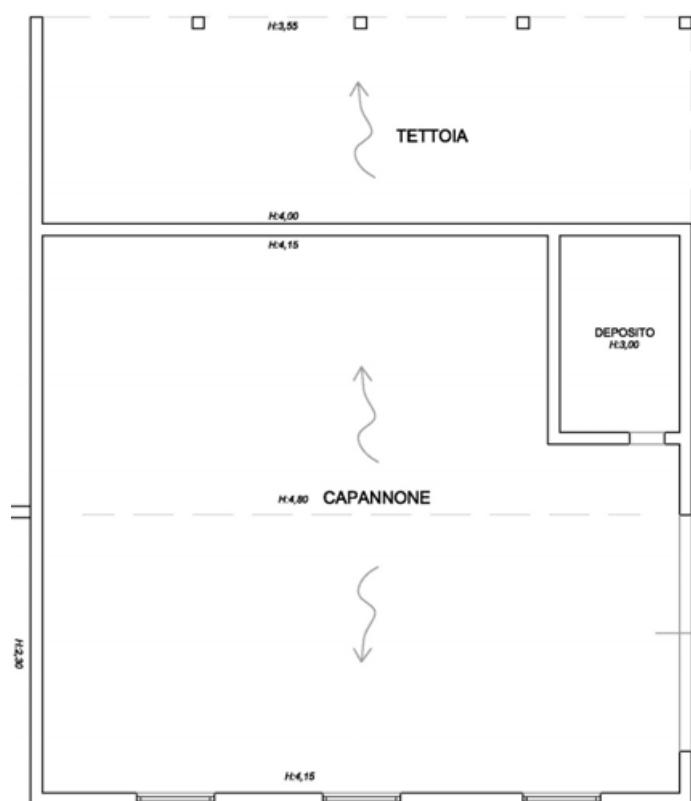 H:3,55
TETTOIA
H:4,00
H:4,15
DEPOSITO
H:3,00
H:4,80 CAPANNONE
H:2,30
H:4,15